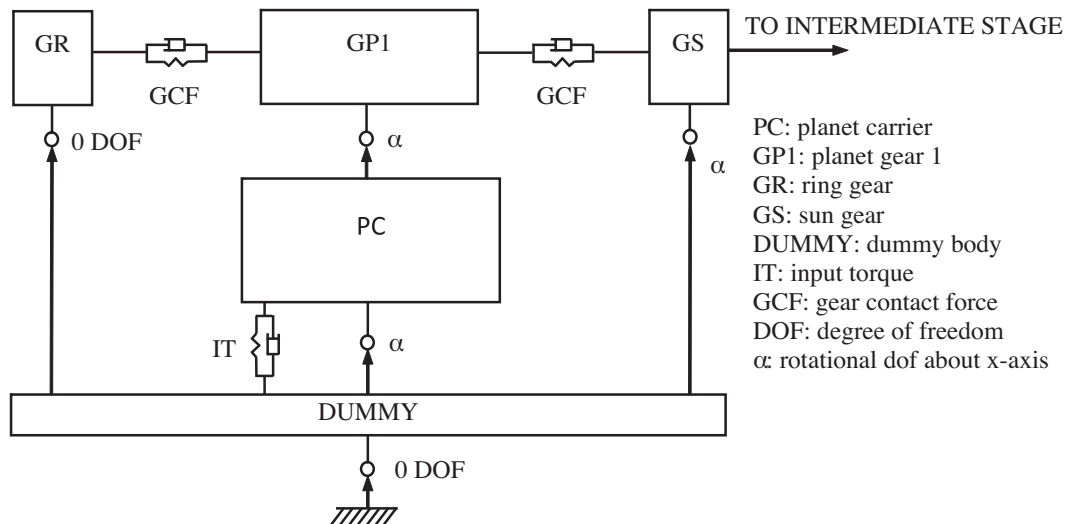 GR
GP1
GS
TO INTERMEDIATE STAGE
GCF
GCF
0 DOF
α
α
PC
IT
α
DUMMY
0 DOF
PC: planet carrier
GP1: planet gear 1
GR: ring gear
GS: sun gear
DUMMY: dummy body
IT: input torque
GCF: gear contact force
DOF: degree of freedom
α: rotational dof about x-axis